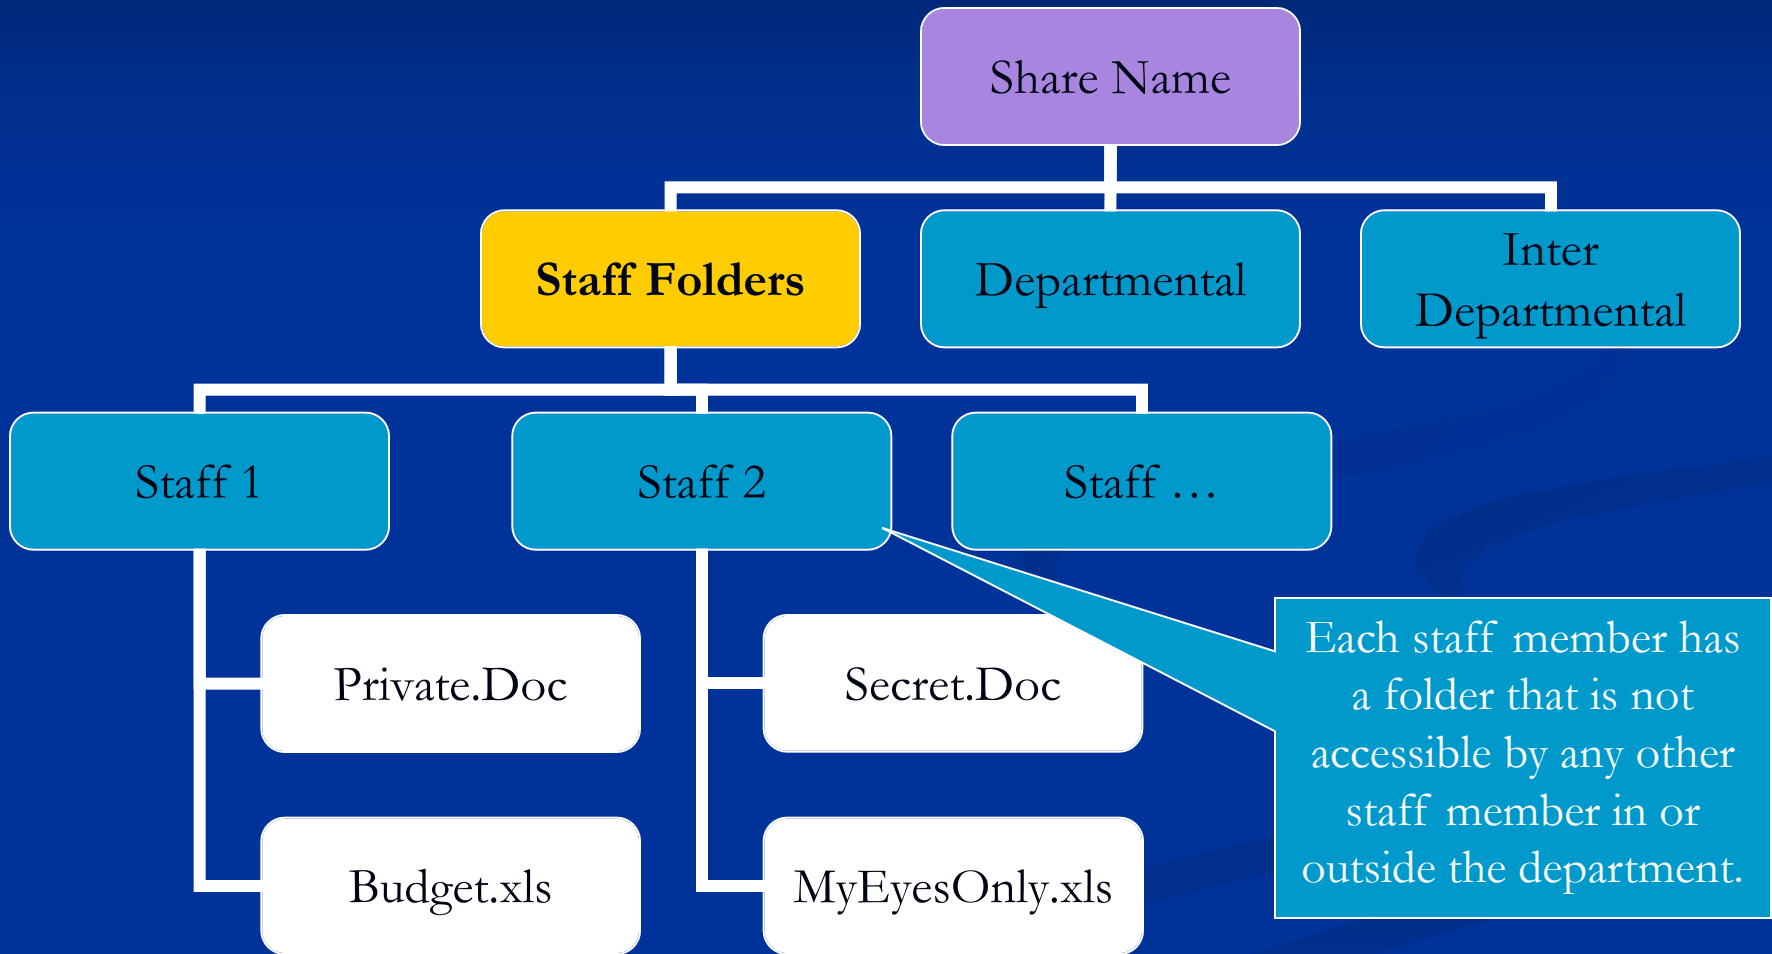 Share Name
Staff Folders
Departmental
Inter
Departmental
Staff 1
Staff 2
Staff …
Private.Doc
Secret.Doc
Budget.xls
MyEyesOnly.xls
Each staff member has
a folder that is not
accessible by any other
staff member in or
outside the department.